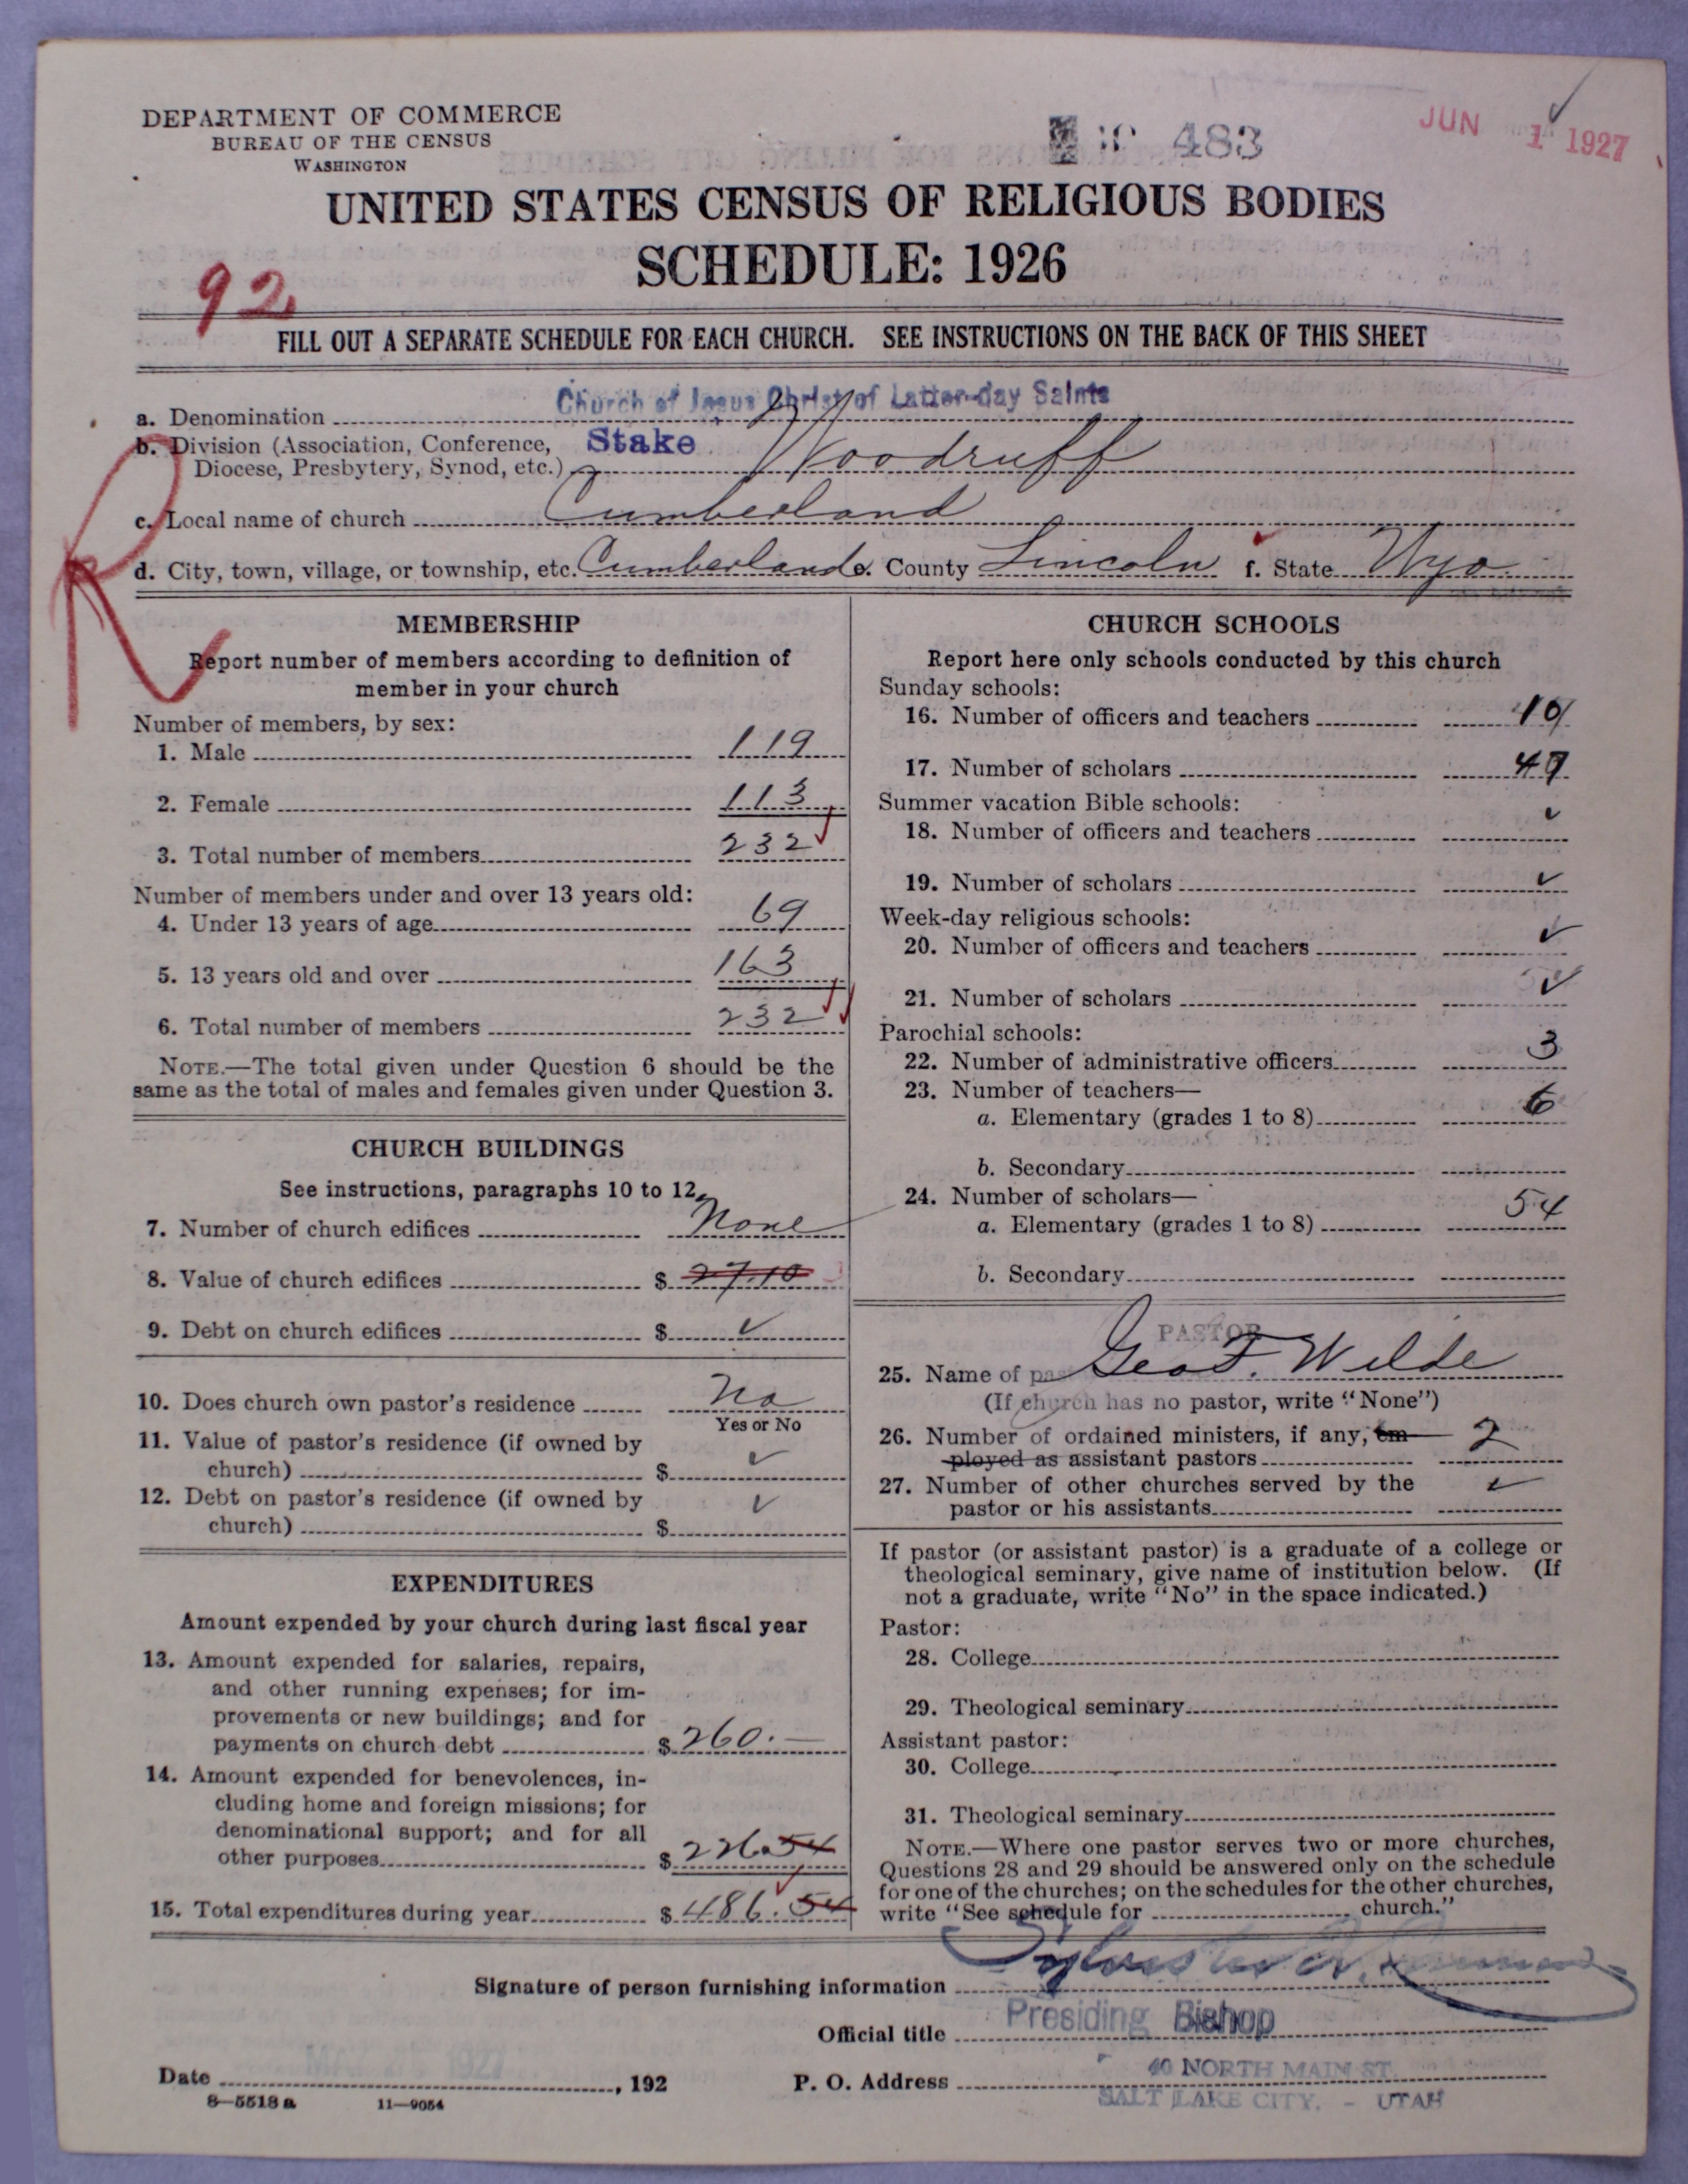 DEPARTMENT OF COMMERCE
BUREAU OF THE CENSUS
WASHINGTON
483
JUN 1 1927
UNITED STATES CENSUS OF RELIGIOUS BODIES
SCHEDULE: 1926
92
FILL OUT A SEPARATE SCHEDULE FOR EACH CHURCH. SEE INSTRUCTIONS ON THE BACK OF THIS SHEET
R
a. Denomination Church of Jesus Christ of Latter-day Saints
b. Division (Association, Conference, Stake Woodruff
Diocese, Presbytery, Synod, etc.)
c. Local name of church Cumberland
d. City, town, village, or township, etc. Cumberland e. County Lincoln f. State Wyo.
MEMBERSHIP
Report number of members according to definition of
member in your church
Number of members, by sex:
1. Male 119
2. Female 113
3. Total number of members 232
Number of members under and over 13 years old:
4. Under 13 years of age 69
5. 13 years old and over 163
6. Total number of members 232
NOTE.—The total given under Question 6 should be the
same as the total of males and females given under Question 3.
CHURCH BUILDINGS
See instructions, paragraphs 10 to 12.
7. Number of church edifices None
8. Value of church edifices $ 27.10
9. Debt on church edifices $ ✓
10. Does church own pastor's residence No
Yes or No
11. Value of pastor's residence (if owned by
church) $ ✓
12. Debt on pastor's residence (if owned by
church) $ ✓
EXPENDITURES
Amount expended by your church during last fiscal year
13. Amount expended for salaries, repairs,
and other running expenses; for im-
provements or new buildings; and for
payments on church debt $ 260.—
14. Amount expended for benevolences, in-
cluding home and foreign missions; for
denominational support; and for all
other purposes $ 226.54
15. Total expenditures during year $ 486.54
CHURCH SCHOOLS
Report here only schools conducted by this church
Sunday schools:
16. Number of officers and teachers 10
17. Number of scholars 49
Summer vacation Bible schools:
18. Number of officers and teachers ✓
19. Number of scholars ✓
Week-day religious schools:
20. Number of officers and teachers ✓
21. Number of scholars ✓
Parochial schools:
22. Number of administrative officers 3
23. Number of teachers—
a. Elementary (grades 1 to 8) 6
b. Secondary
24. Number of scholars—
a. Elementary (grades 1 to 8) 54
b. Secondary
PASTOR
25. Name of pas Geo F. Wilde
(If church has no pastor, write "None")
26. Number of ordained ministers, if any, em- 2
ployed as assistant pastors
27. Number of other churches served by the ✓
pastor or his assistants
If pastor (or assistant pastor) is a graduate of a college or
theological seminary, give name of institution below. (If
not a graduate, write "No" in the space indicated.)
Pastor:
28. College
29. Theological seminary
Assistant pastor:
30. College
31. Theological seminary
NOTE.—Where one pastor serves two or more churches,
Questions 28 and 29 should be answered only on the schedule
for one of the churches; on the schedules for the other churches,
write "See schedule for church."
Signature of person furnishing information
Official title Presiding Bishop
Date 1927, 192
P. O. Address 40 NORTH MAIN ST.
SALT LAKE CITY, - UTAH
8—5518 a 11—9054